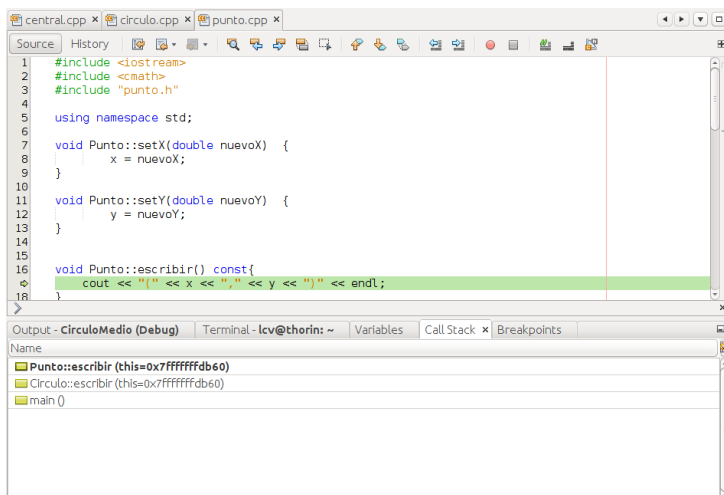 central.cpp × circulo.cpp × punto.cpp ×
Source History
1 #include <iostream>
2 #include <cmath>
3 #include "punto.h"
4
5 using namespace std;
6
7 void Punto::setX(double nuevoX) {
8 x = nuevoX;
9 }
10
11 void Punto::setY(double nuevoY) {
12 y = nuevoY;
13 }
14
15
16 void Punto::escribir() const{
cout << "(" << x << "," << y << ")" << endl;
18 }
Output - CirculoMedio (Debug) Terminal - lcv@thorin: ~ Variables Call Stack × Breakpoints
Name
Punto::escribir (this=0x7fffffffdb60)
Circulo::escribir (this=0x7fffffffdb60)
main ()